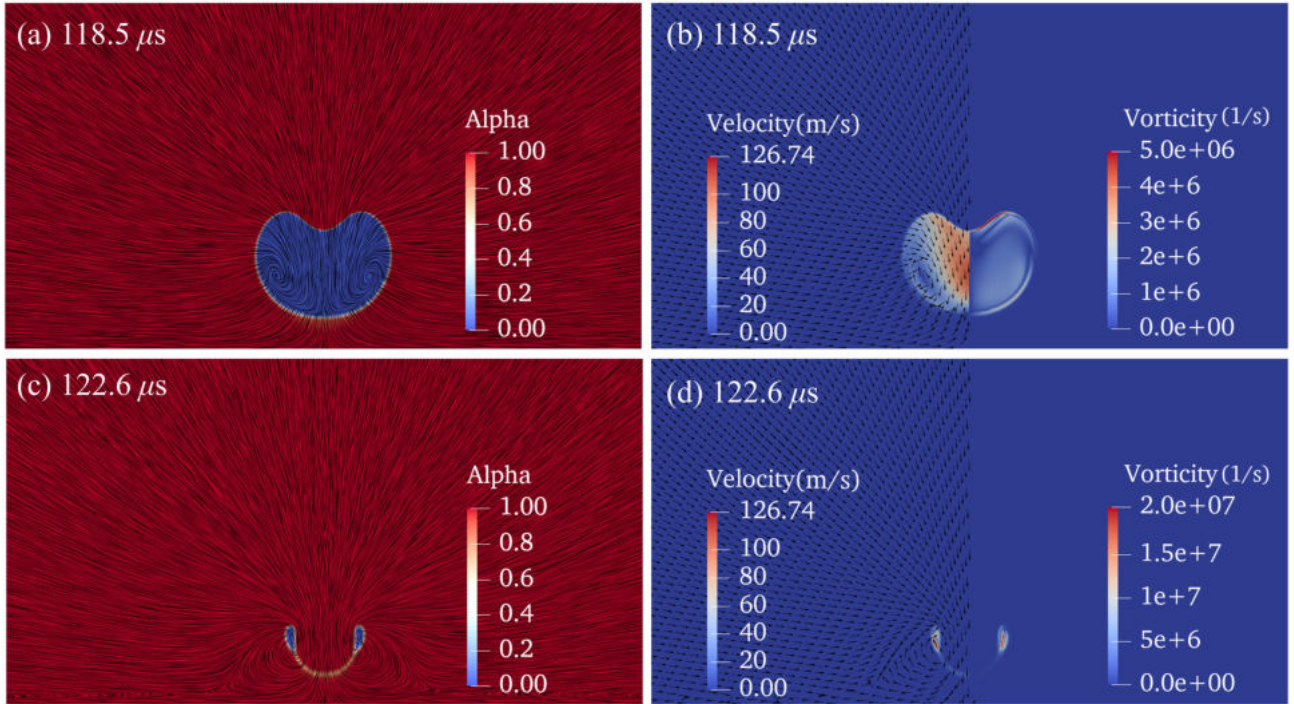 (a) 118.5 μs
Alpha
1.00
0.8
0.6
0.4
0.2
0.00
(b) 118.5 μs
Velocity(m/s)
126.74
100
80
60
40
20
0.00
Vorticity (1/s)
5.0e+06
4e+6
3e+6
2e+6
1e+6
0.0e+00
(c) 122.6 μs
Alpha
1.00
0.8
0.6
0.4
0.2
0.00
(d) 122.6 μs
Velocity(m/s)
126.74
100
80
60
40
20
0.00
Vorticity (1/s)
2.0e+07
1.5e+7
1e+7
5e+6
0.0e+00